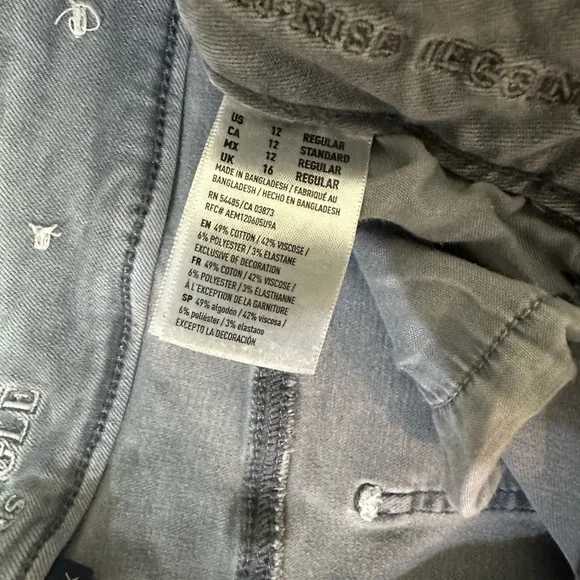 -RISE JEGGIN
US 12 REGULAR
CA 12 STANDARD
MX 12 REGULAR
UK 16 REGULAR
MADE IN BANGLADESH / FABRIQUÉ AU
BANGLADESH / HECHO EN BANGLADESH
RN 54485/CA 03873
RFC# AEM120605U9A
EN 49% COTTON / 42% VISCOSE /
6% POLYESTER / 3% ELASTANE
EXCLUSIVE OF DECORATION
FR 49% COTON / 42% VISCOSE /
6% POLYESTER / 3% ÉLASTHANNE
À L'EXCEPTION DE LA GARNITURE
SP 49% algodón / 42% viscosa /
6% poliéster / 3% elastano
EXCEPTO LA DECORACIÓN
GLE